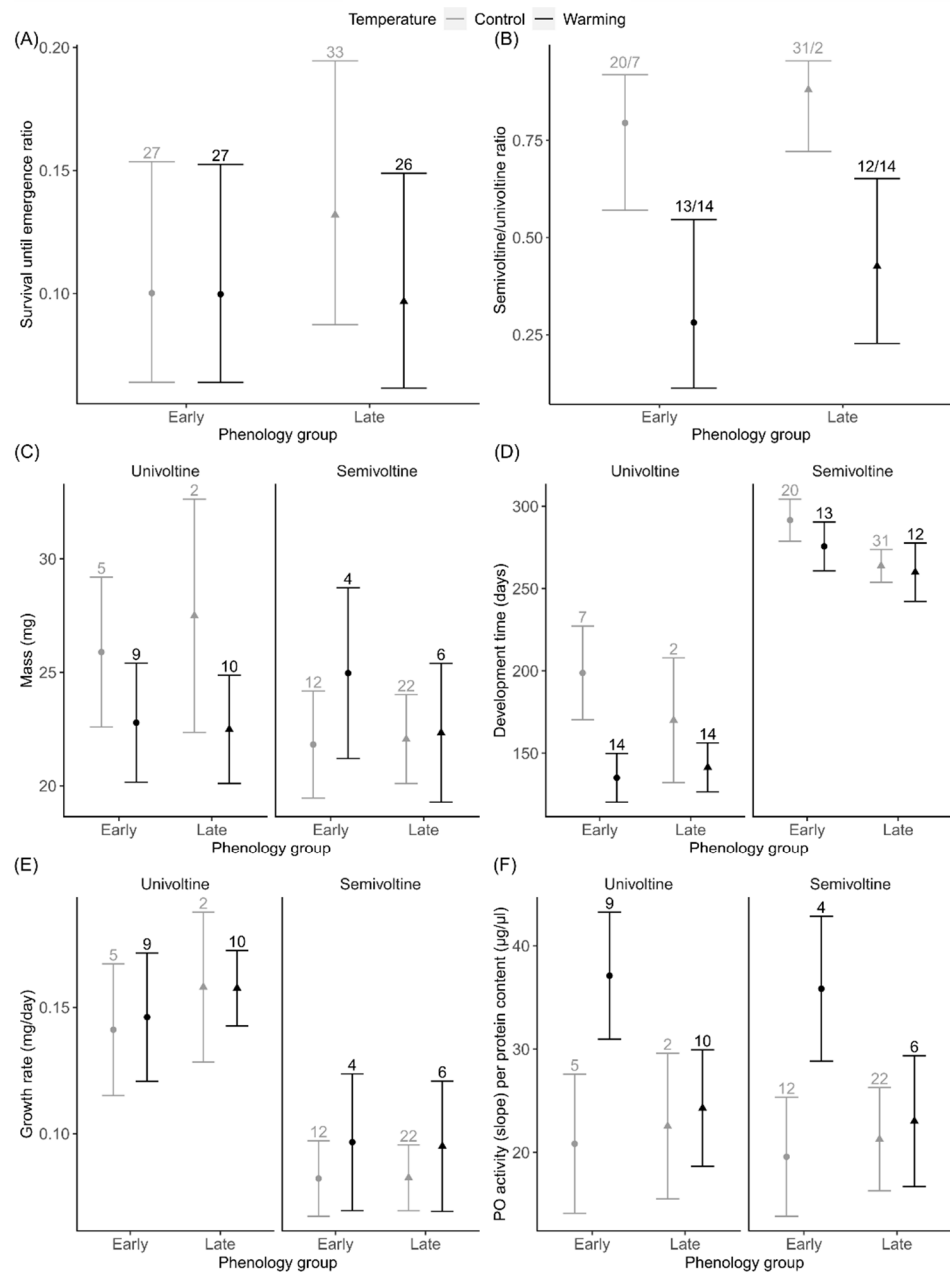 Temperature Control Warming
(A)
(B)
0.20
0.15
0.10
Survival until emergence ratio
33
27
27
26
Early
Late
Phenology group
0.75
0.50
0.25
Semivoltine/univoltine ratio
20/7
31/2
13/14
12/14
Early
Late
Phenology group
(C)
(D)
Univoltine
Semivoltine
30
25
20
Mass (mg)
5
9
2
10
12
4
22
6
Early
Late
Early
Late
Phenology group
Univoltine
Semivoltine
300
250
200
150
Development time (days)
7
14
2
14
20
13
31
12
Early
Late
Early
Late
Phenology group
(E)
(F)
Univoltine
Semivoltine
0.15
0.10
Growth rate (mg/day)
5
9
2
10
12
4
22
6
Early
Late
Early
Late
Phenology group
Univoltine
Semivoltine
40
30
20
PO activity (slope) per protein content (µg/µl)
5
9
2
10
12
4
22
6
Early
Late
Early
Late
Phenology group